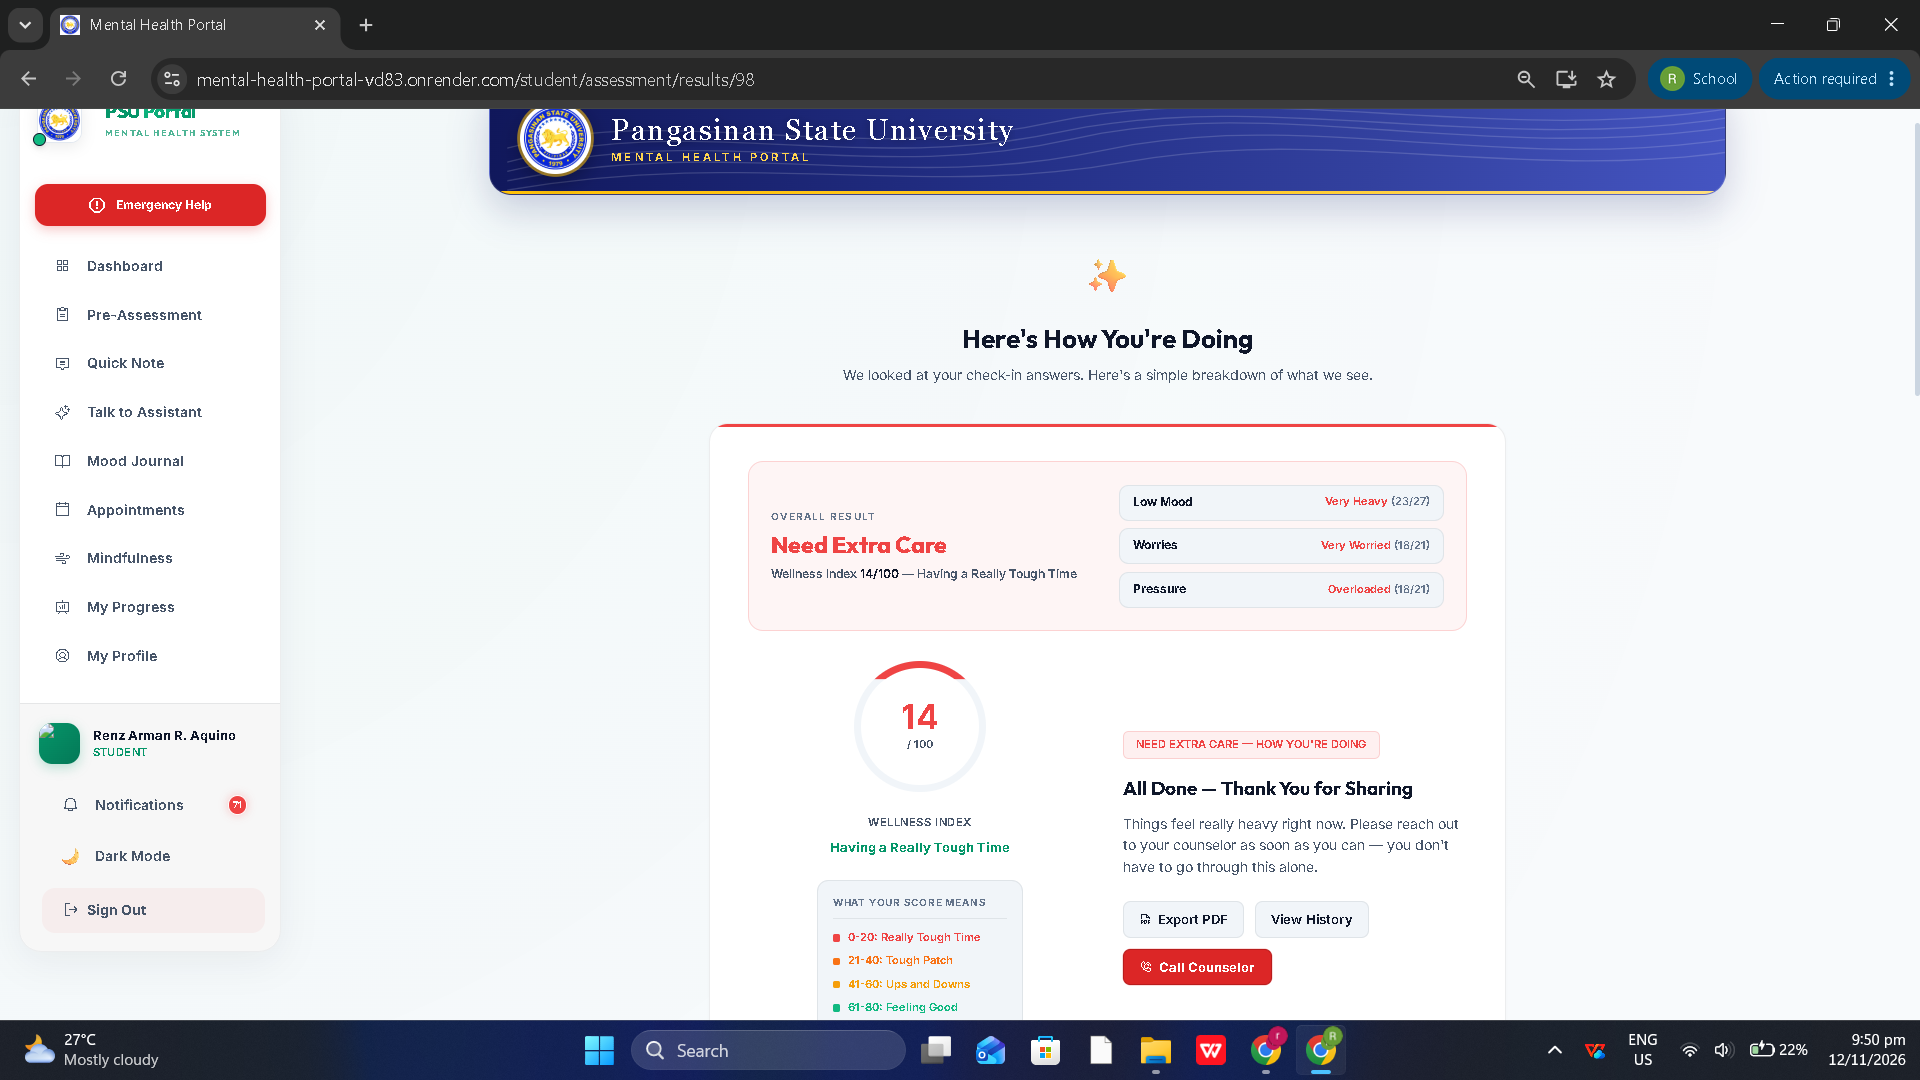 Mental Health Portal
mental-health-portal-vd83.onrender.com/student/assessment/results/98
R School
Action required
PSU Portal
MENTAL HEALTH SYSTEM
Emergency Help
Dashboard
Pre-Assessment
Quick Note
Talk to Assistant
Mood Journal
Appointments
Mindfulness
My Progress
My Profile
Renz Arman R. Aquino
STUDENT
Notifications 71
Dark Mode
Sign Out
PANGASINAN STATE UNIVERSITY
1979
Pangasinan State University
MENTAL HEALTH PORTAL
Here's How You're Doing
We looked at your check-in answers. Here's a simple breakdown of what we see.
OVERALL RESULT
Need Extra Care
Wellness Index 14/100 — Having a Really Tough Time
Low Mood Very Heavy (23/27)
Worries Very Worried (18/21)
Pressure Overloaded (18/21)
14
/ 100
WELLNESS INDEX
Having a Really Tough Time
WHAT YOUR SCORE MEANS
0-20: Really Tough Time
21-40: Tough Patch
41-60: Ups and Downs
61-80: Feeling Good
NEED EXTRA CARE — HOW YOU'RE DOING
All Done — Thank You for Sharing
Things feel really heavy right now. Please reach out
to your counselor as soon as you can — you don't
have to go through this alone.
Export PDF
View History
Call Counselor
27°C
Mostly cloudy
Search
r
R
ENG
US
22%
9:50 pm
12/11/2026